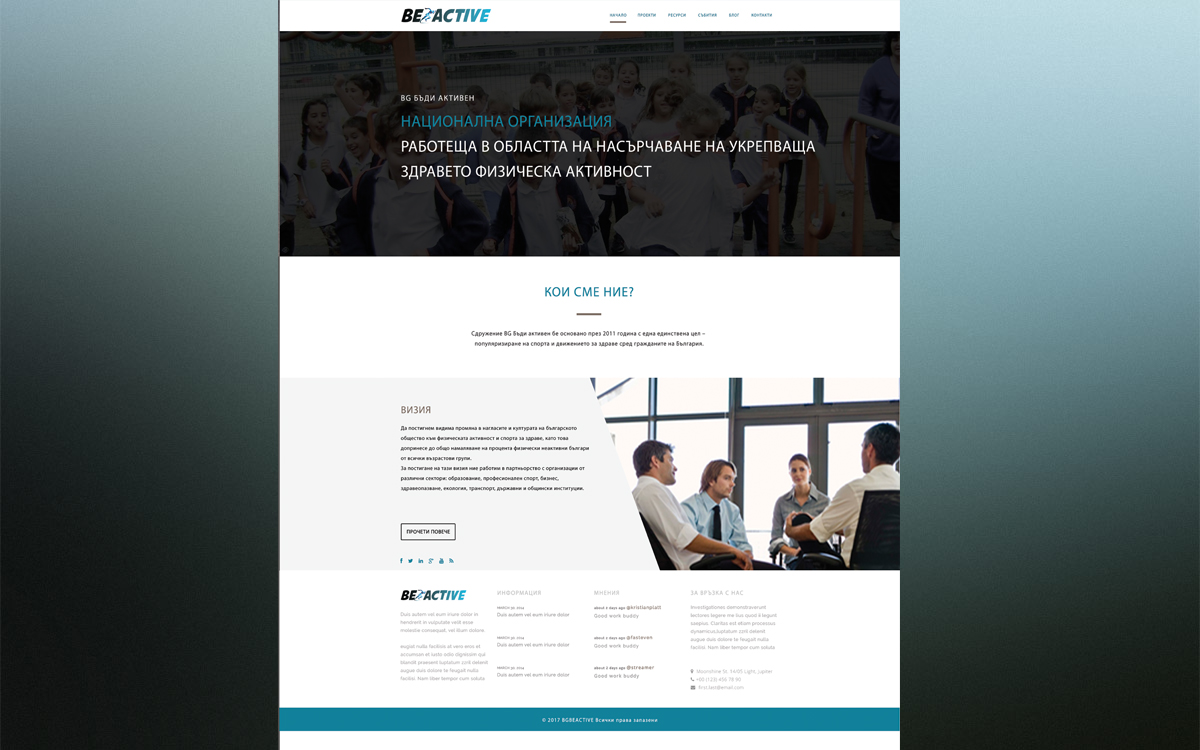 BE ACTIVE
НАЧАЛО ПРОЕКТИ РЕСУРСИ СЪБИТИЯ БЛОГ КОНТАКТИ
BG БЪДИ АКТИВЕН
НАЦИОНАЛНА ОРГАНИЗАЦИЯ
РАБОТЕЩА В ОБЛАСТТА НА НАСЪРЧАВАНЕ НА УКРЕПВАЩА
ЗДРАВЕТО ФИЗИЧЕСКА АКТИВНОСТ
КОИ СМЕ НИЕ?
Сдружение BG Бъди активен бе основано през 2011 година с една единствена цел –
популяризиране на спорта и движението за здраве сред гражданите на България.
ВИЗИЯ
Да постигнем видима промяна в нагласите и културата на българското
общество към физическата активност и спорта за здраве, като това
допринесе до общо намаляване на процента физически неактивни българи
от всички възрастови групи.
За постигане на тази визия ние работим в партньорство с организации от
различни сектори: образование, професионален спорт, бизнес,
здравеопазване, екология, транспорт, държавни и общински институции.
ПРОЧЕТИ ПОВЕЧЕ
BE ACTIVE
Duis autem vel eum iriure dolor in
hendrerit in vulputate velit esse
molestie consequat, vel illum dolore
eugiat nulla facilisis at vero eros et
accumsan et iusto odio dignissim qui
blandit praesent luptatum zzril delenit
augue duis dolore te feugait nulla
facilisi. Nam liber tempor cum soluta
ИНФОРМАЦИЯ
MARCH 30, 2014
Duis autem vel eum iriure dolor
MARCH 30, 2014
Duis autem vel eum iriure dolor
MARCH 30, 2014
Duis autem vel eum iriure dolor
МНЕНИЯ
about 2 days ago @kristianplatt
Good work buddy
about 2 days ago @fasteven
Good work buddy
about 2 days ago @streamer
Good work buddy
ЗА ВРЪЗКА С НАС
Investigationes demonstraverunt
lectores legere me lius quod ii legunt
saepius. Claritas est etiam processus
dynamicus,luptatum zzril delenit
augue duis dolore te feugait nulla
facilisi. Nam liber tempor cum soluta
Moonshine St. 14/05 Light, Jupiter
+00 (123) 456 78 90
first.last@email.com
© 2017 BGBEACTIVE Всички права запазени